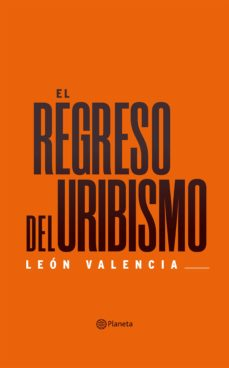 EL
REGRESO
DEL URIBISMO
LEÓN VALENCIA
Planeta